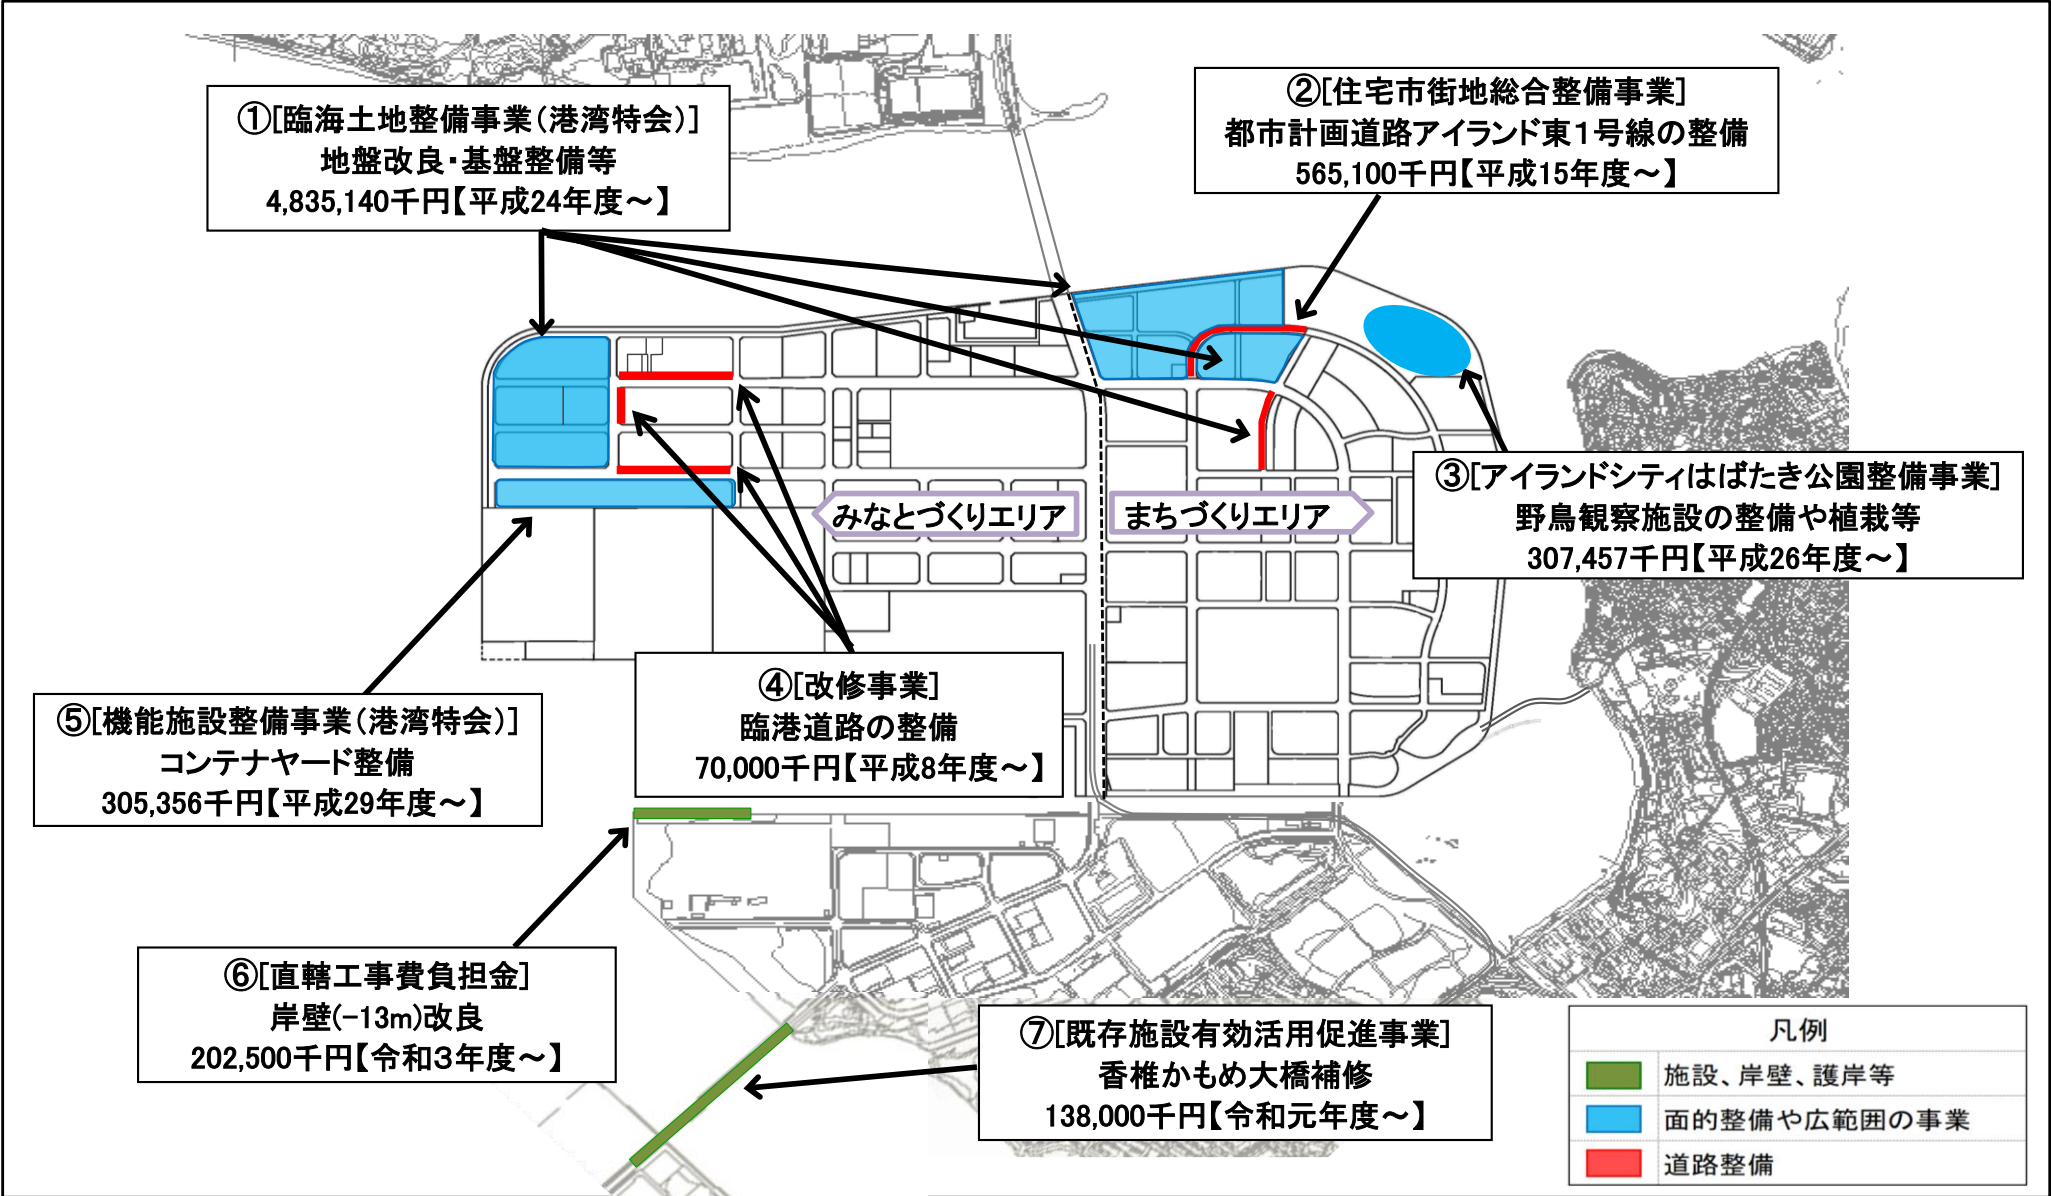 ①[臨海土地整備事業（港湾特会）]
地盤改良・基盤整備等
4,835,140千円【平成24年度～】
②[住宅市街地総合整備事業]
都市計画道路アイランド東１号線の整備
565,100千円【平成15年度～】
③[アイランドシティはばたき公園整備事業]
野鳥観察施設の整備や植栽等
307,457千円【平成26年度～】
みなとづくりエリア
まちづくりエリア
④[改修事業]
臨港道路の整備
70,000千円【平成8年度～】
⑤[機能施設整備事業（港湾特会）]
コンテナヤード整備
305,356千円【平成29年度～】
⑥[直轄工事費負担金]
岸壁(-13m)改良
202,500千円【令和３年度～】
⑦[既存施設有効活用促進事業]
香椎かもめ大橋補修
138,000千円【令和元年度～】
凡例
施設、岸壁、護岸等
面的整備や広範囲の事業
道路整備